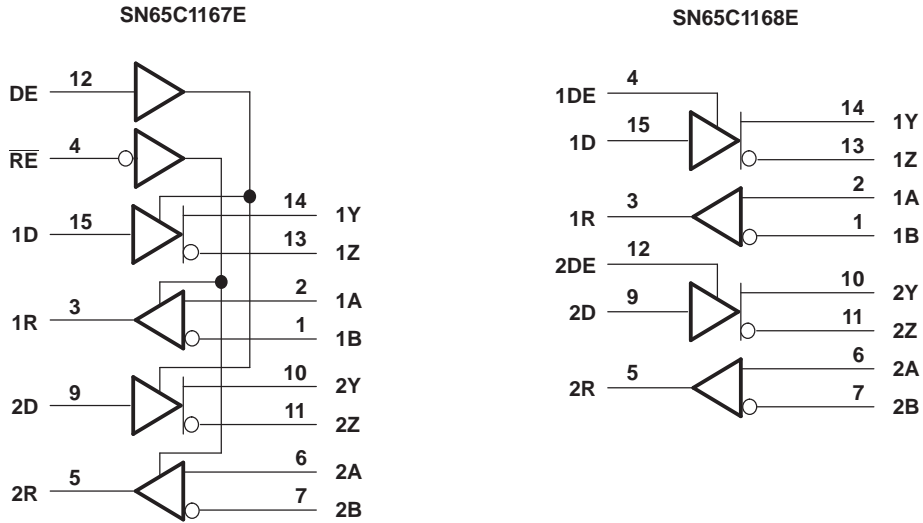 SN65C1167E
DE 12
RE 4
1D 15 14 1Y
13 1Z
1R 3 2 1A
1 1B
2D 9 10 2Y
11 2Z
2R 5 6 2A
7 2B
SN65C1168E
1DE 4
1D 15 14 1Y
13 1Z
1R 3 2 1A
1 1B
2DE 12
2D 9 10 2Y
11 2Z
2R 5 6 2A
7 2B